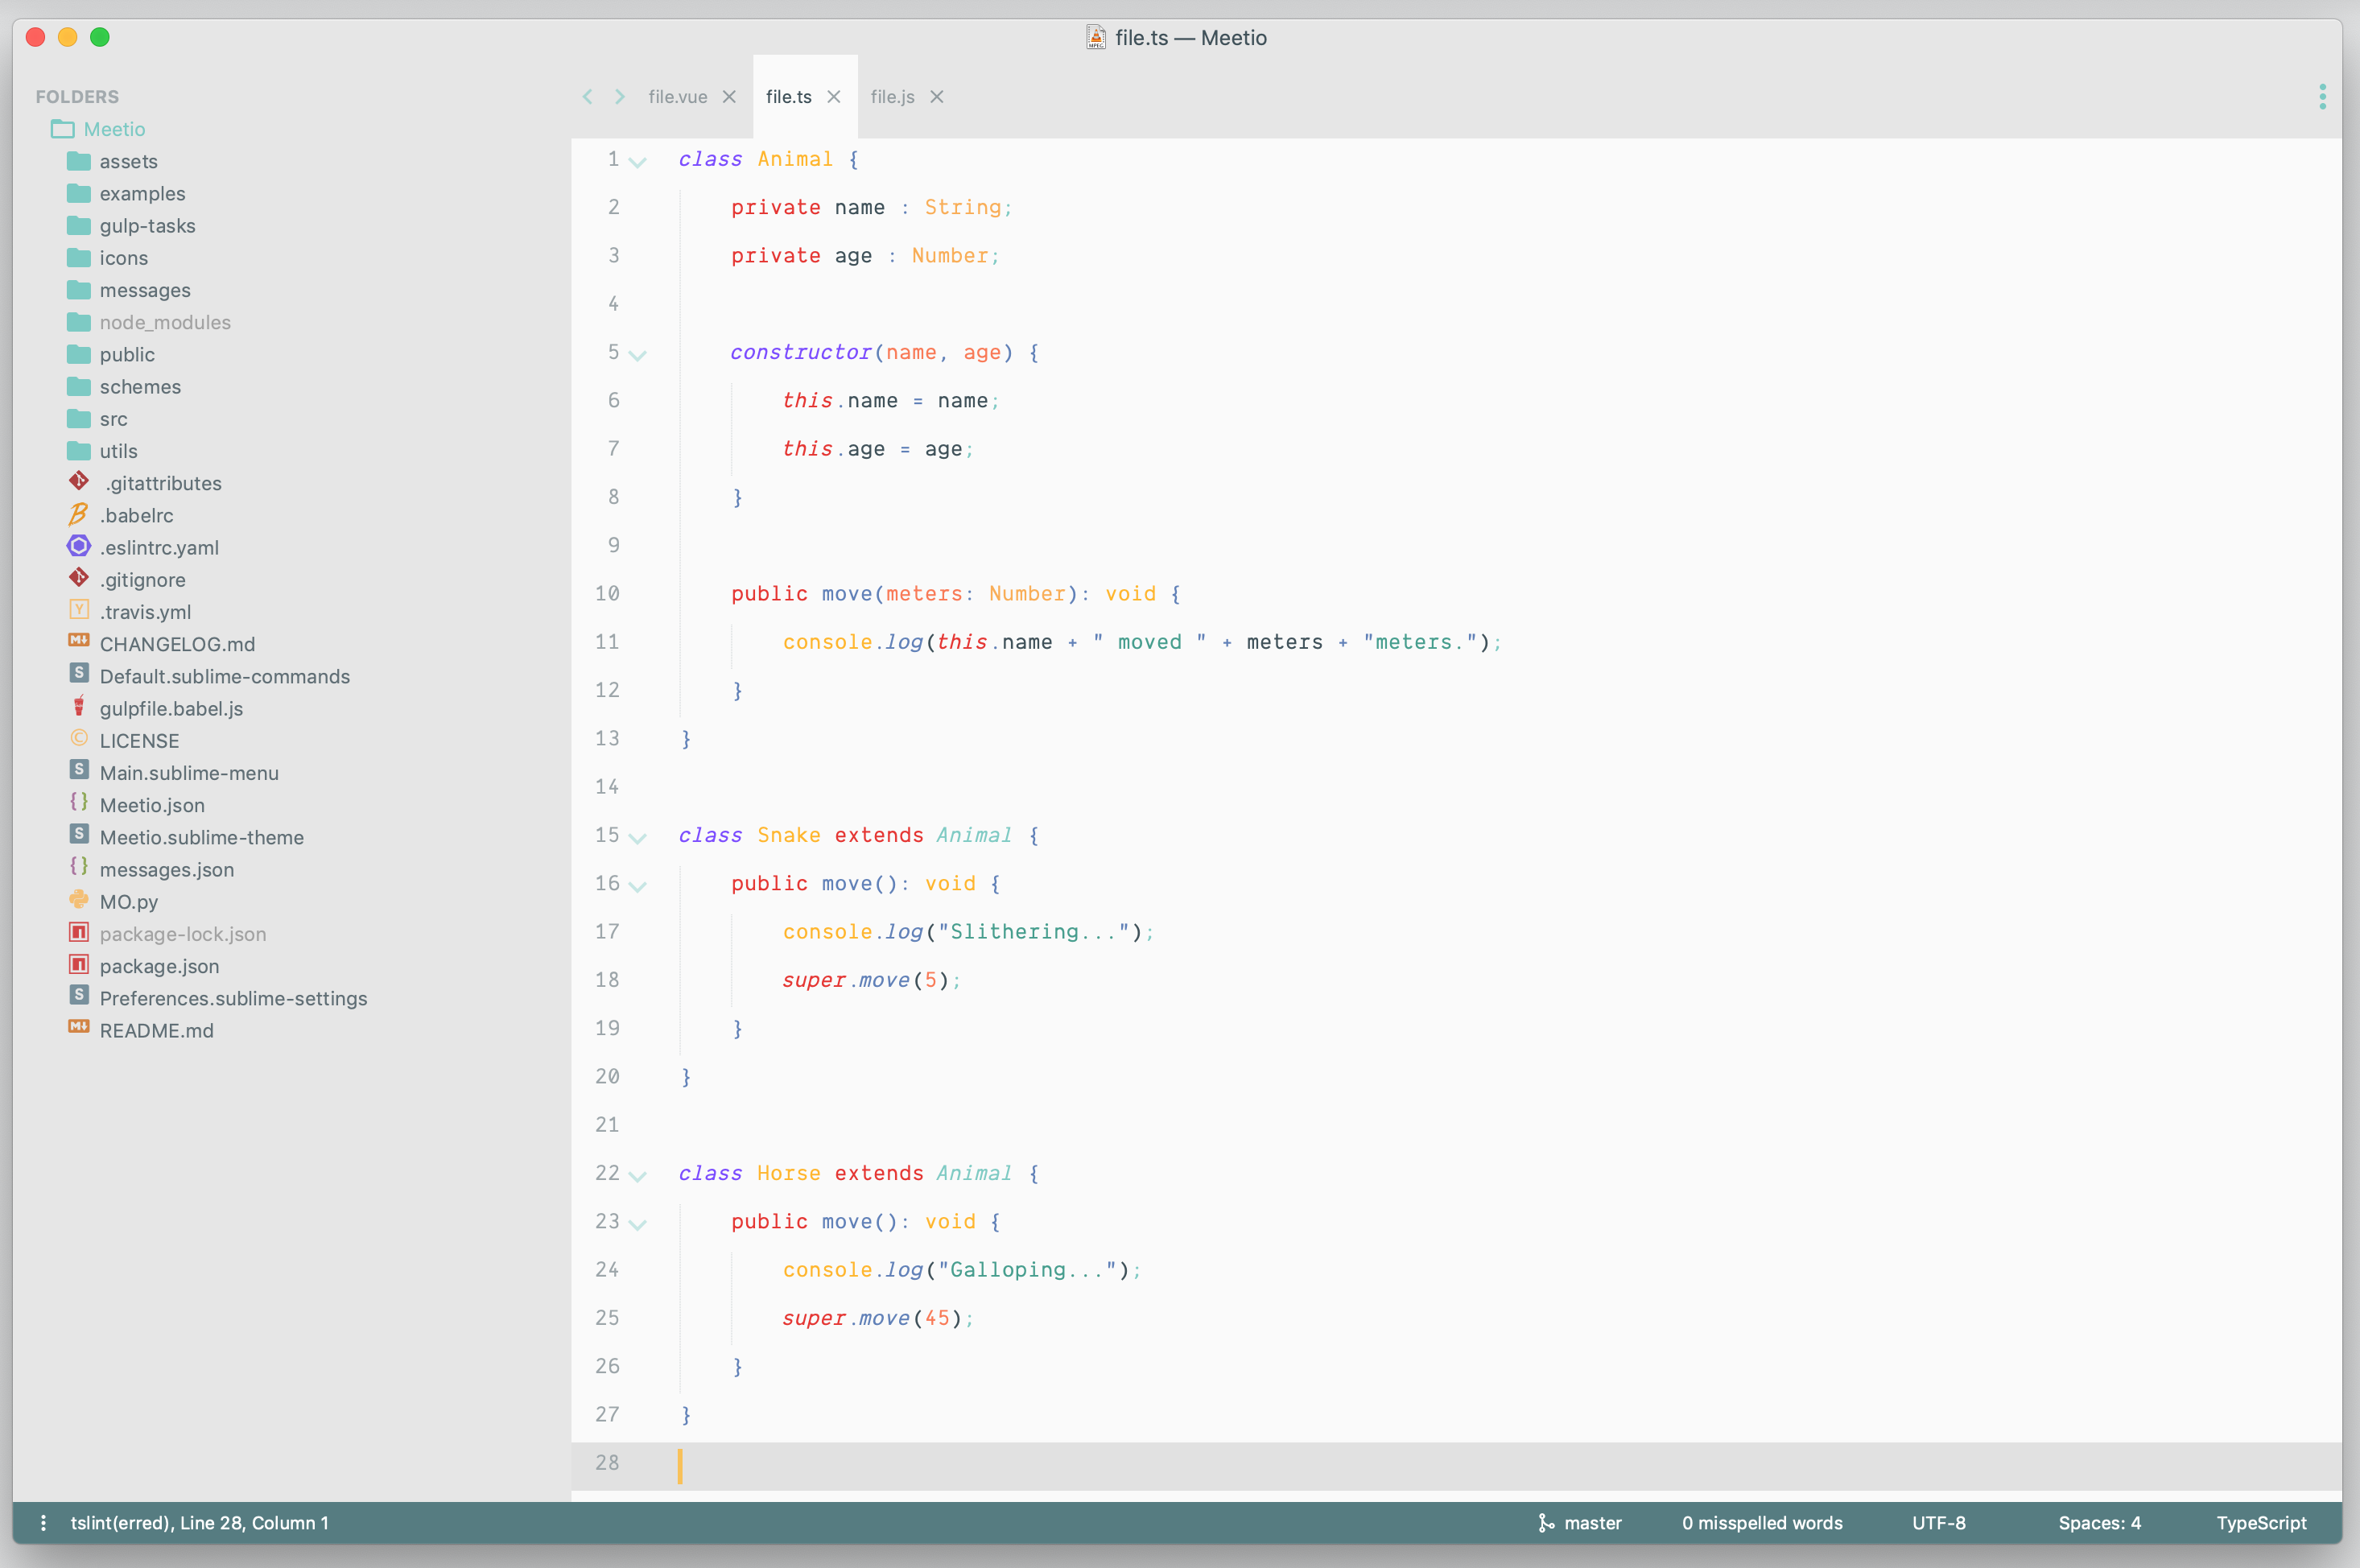 file.ts — Meetio
FOLDERS
Meetio
assets
examples
gulp-tasks
icons
messages
node_modules
public
schemes
src
utils
.gitattributes
.babelrc
.eslintrc.yaml
.gitignore
.travis.yml
CHANGELOG.md
Default.sublime-commands
gulpfile.babel.js
LICENSE
Main.sublime-menu
Meetio.json
Meetio.sublime-theme
messages.json
MO.py
package-lock.json
package.json
Preferences.sublime-settings
README.md
file.vue file.ts file.js
1 class Animal {
2     private name : String;
3     private age : Number;
4
5     constructor(name, age) {
6         this.name = name;
7         this.age = age;
8     }
9
10     public move(meters: Number): void {
11         console.log(this.name + " moved " + meters + "meters.");
12     }
13 }
14
15 class Snake extends Animal {
16     public move(): void {
17         console.log("Slithering...");
18         super.move(5);
19     }
20 }
21
22 class Horse extends Animal {
23     public move(): void {
24         console.log("Galloping...");
25         super.move(45);
26     }
27 }
28
tslint(erred), Line 28, Column 1 master 0 misspelled words UTF-8 Spaces: 4 TypeScript